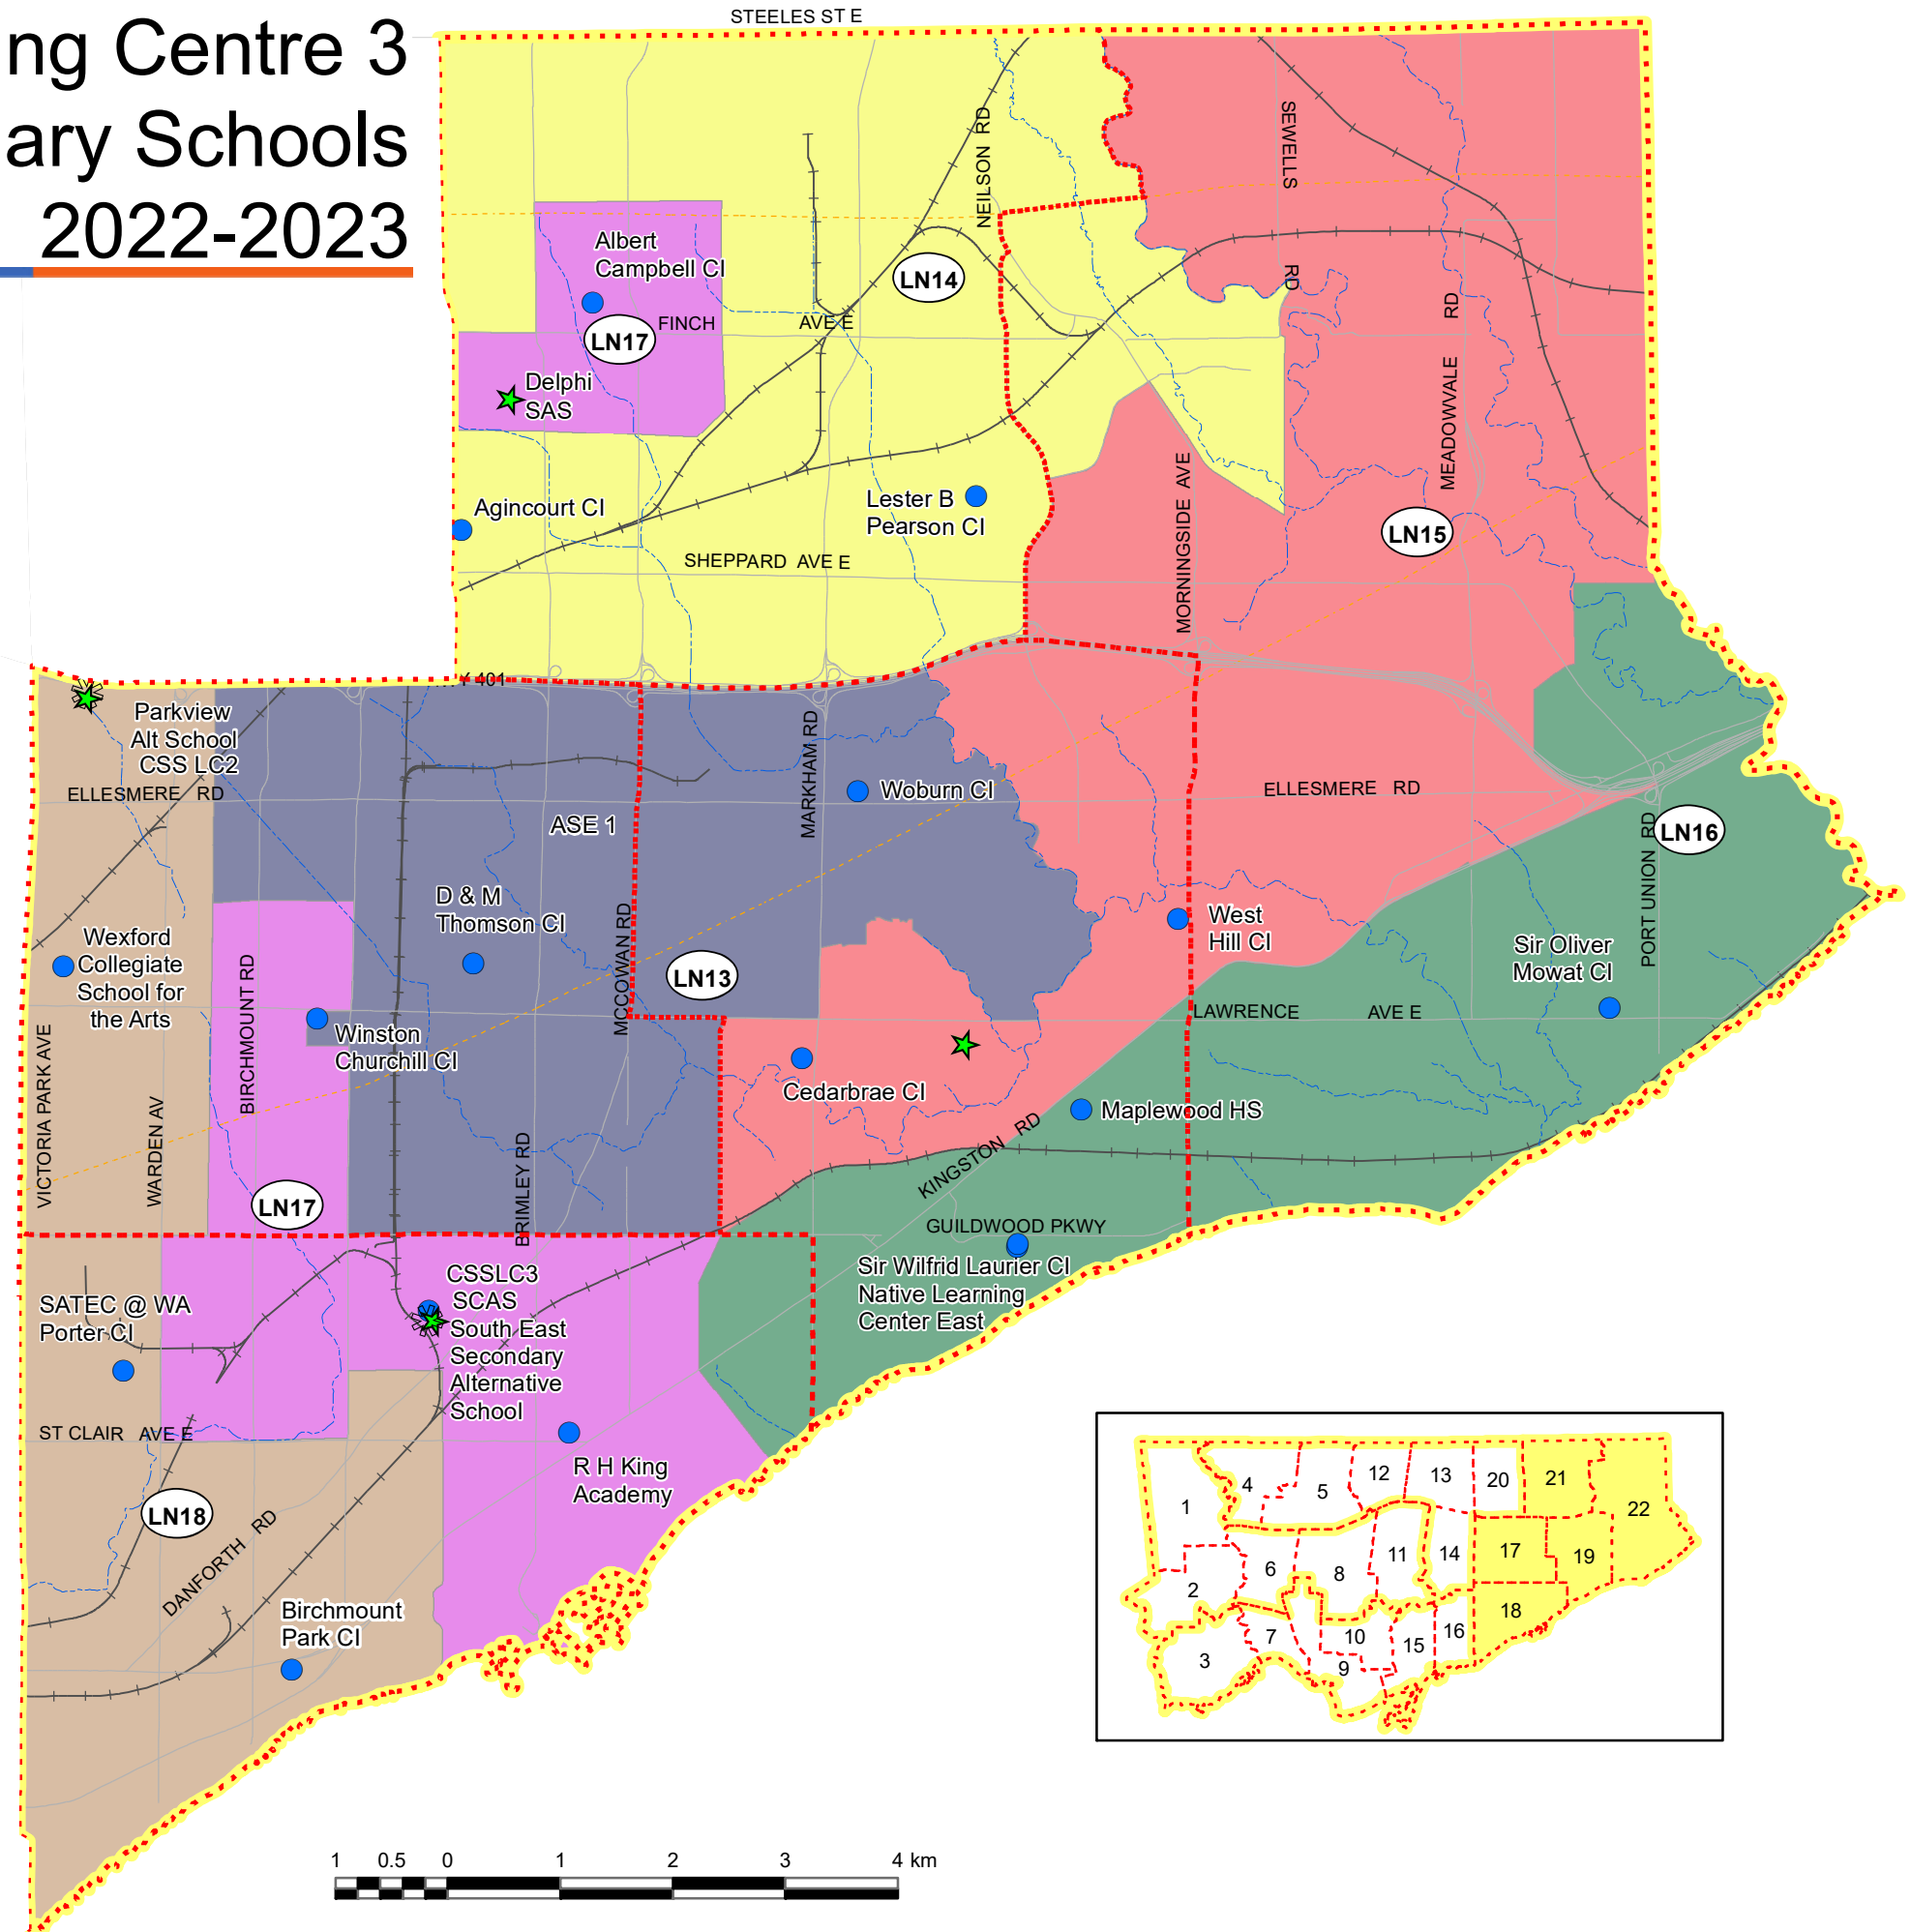 ng Centre 3
ary Schools
2022-2023
STEELES ST E
NEILSON RD
SEWELLS
RD
Albert
Campbell CI
LN14
FINCH
AVE E
LN17
Delphi
SAS
MEADOWVALE
RD
Agincourt CI
Lester B
Pearson CI
MORNINGSIDE AVE
LN15
SHEPPARD AVE E
Y 401
Parkview
Alt School
CSS LC2
ELLESMERE RD
MARKHAM RD
Woburn CI
ELLESMERE RD
ASE 1
PORT UNION RD
LN16
D & M
Thomson CI
MCCOWAN RD
West
Hill CI
Wexford
Collegiate
School for
the Arts
BIRCHMOUNT RD
LN13
Sir Oliver
Mowat CI
LAWRENCE
AVE E
Winston
Churchill CI
VICTORIA PARK AVE
WARDEN AV
Cedarbrae CI
Maplewood HS
KINGSTON RD
BRIMLEY RD
LN17
GUILDWOOD PKWY
Sir Wilfrid Laurier CI
Native Learning
Center East
CSSLC3
SCAS
South East
Secondary
Alternative
School
SATEC @ WA
Porter CI
ST CLAIR AVE E
R H King
Academy
LN18
DANFORTH RD
Birchmount
Park CI
1
2
3
4
5
6
7
8
9
10
11
12
13
14
15
16
17
18
19
20
21
22
1 0.5 0 1 2 3 4 km